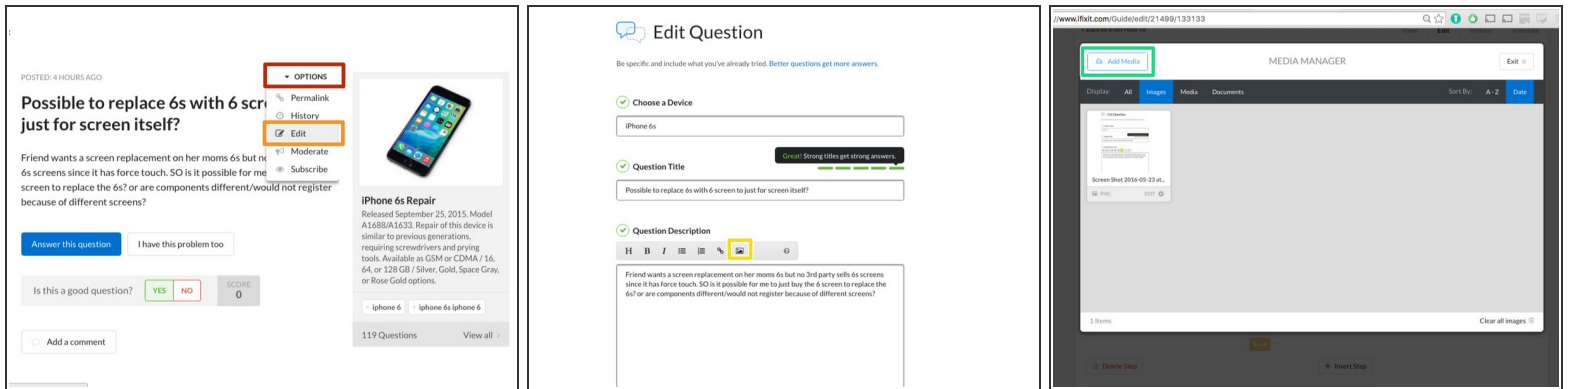 POSTED: 4 HOURS AGO
OPTIONS
Permalink
History
Edit
Moderate
Subscribe
Possible to replace 6s with 6 scre
just for screen itself?
Friend wants a screen replacement on her moms 6s but no
6s screens since it has force touch. SO is it possible for me
screen to replace the 6s? or are components different/would not register
because of different screens?
Answer this question
I have this problem too
Is this a good question?
YES
NO
SCORE
0
Add a comment
iPhone 6s Repair
Released September 25, 2015. Model
A1688/A1633. Repair of this device is
similar to previous generations,
requiring screwdrivers and prying
tools. Available as GSM or CDMA / 16,
64, or 128 GB / Silver, Gold, Space Gray,
or Rose Gold options.
iphone 6
iphone 6s iphone 6
119 Questions
View all
Edit Question
Be specific and include what you've already tried. Better questions get more answers.
Choose a Device
iPhone 6s
Great! Strong titles get strong answers.
Question Title
Possible to replace 6s with 6 screen to just for screen itself?
Question Description
H B I
Friend wants a screen replacement on her moms 6s but no 3rd party sells 6s screens
since it has force touch. SO is it possible for me to just buy the 6 screen to replace the
6s? or are components different/would not register because of different screens?
//www.ifixit.com/Guide/edit/21499/133133
Edit
Add Media
MEDIA MANAGER
Exit ×
Display:
All
Images
Media
Documents
Sort By:
A - Z
Date
Screen Shot 2016-05-23 at...
PNG
EDIT
1 Items
Clear all images
Delete Step
+ Insert Step